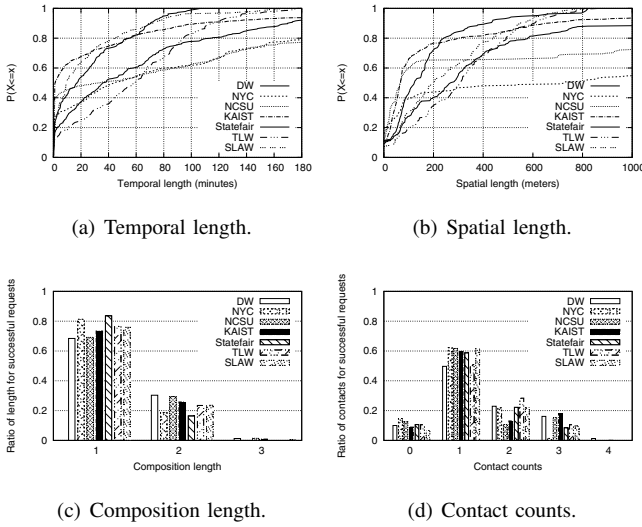 1
0.8
0.6
0.4
0.2
0
P(X<=x)
0 20 40 60 80 100 120 140 160 180
Temporal length (minutes)
DW
NYC
NCSU
KAIST
Statefair
TLW
SLAW
(a) Temporal length.
1
0.8
0.6
0.4
0.2
0
P(X<=x)
0 200 400 600 800 1000
Spatial length (meters)
DW
NYC
NCSU
KAIST
Statefair
TLW
SLAW
(b) Spatial length.
1
0.8
0.6
0.4
0.2
0
Ratio of length for successful requests
1 2 3
Composition length
DW
NYC
NCSU
KAIST
Statefair
TLW
SLAW
(c) Composition length.
1
0.8
0.6
0.4
0.2
0
Ratio of contacts for successful requests
0 1 2 3 4
Contact counts
DW
NYC
NCSU
KAIST
Statefair
TLW
SLAW
(d) Contact counts.